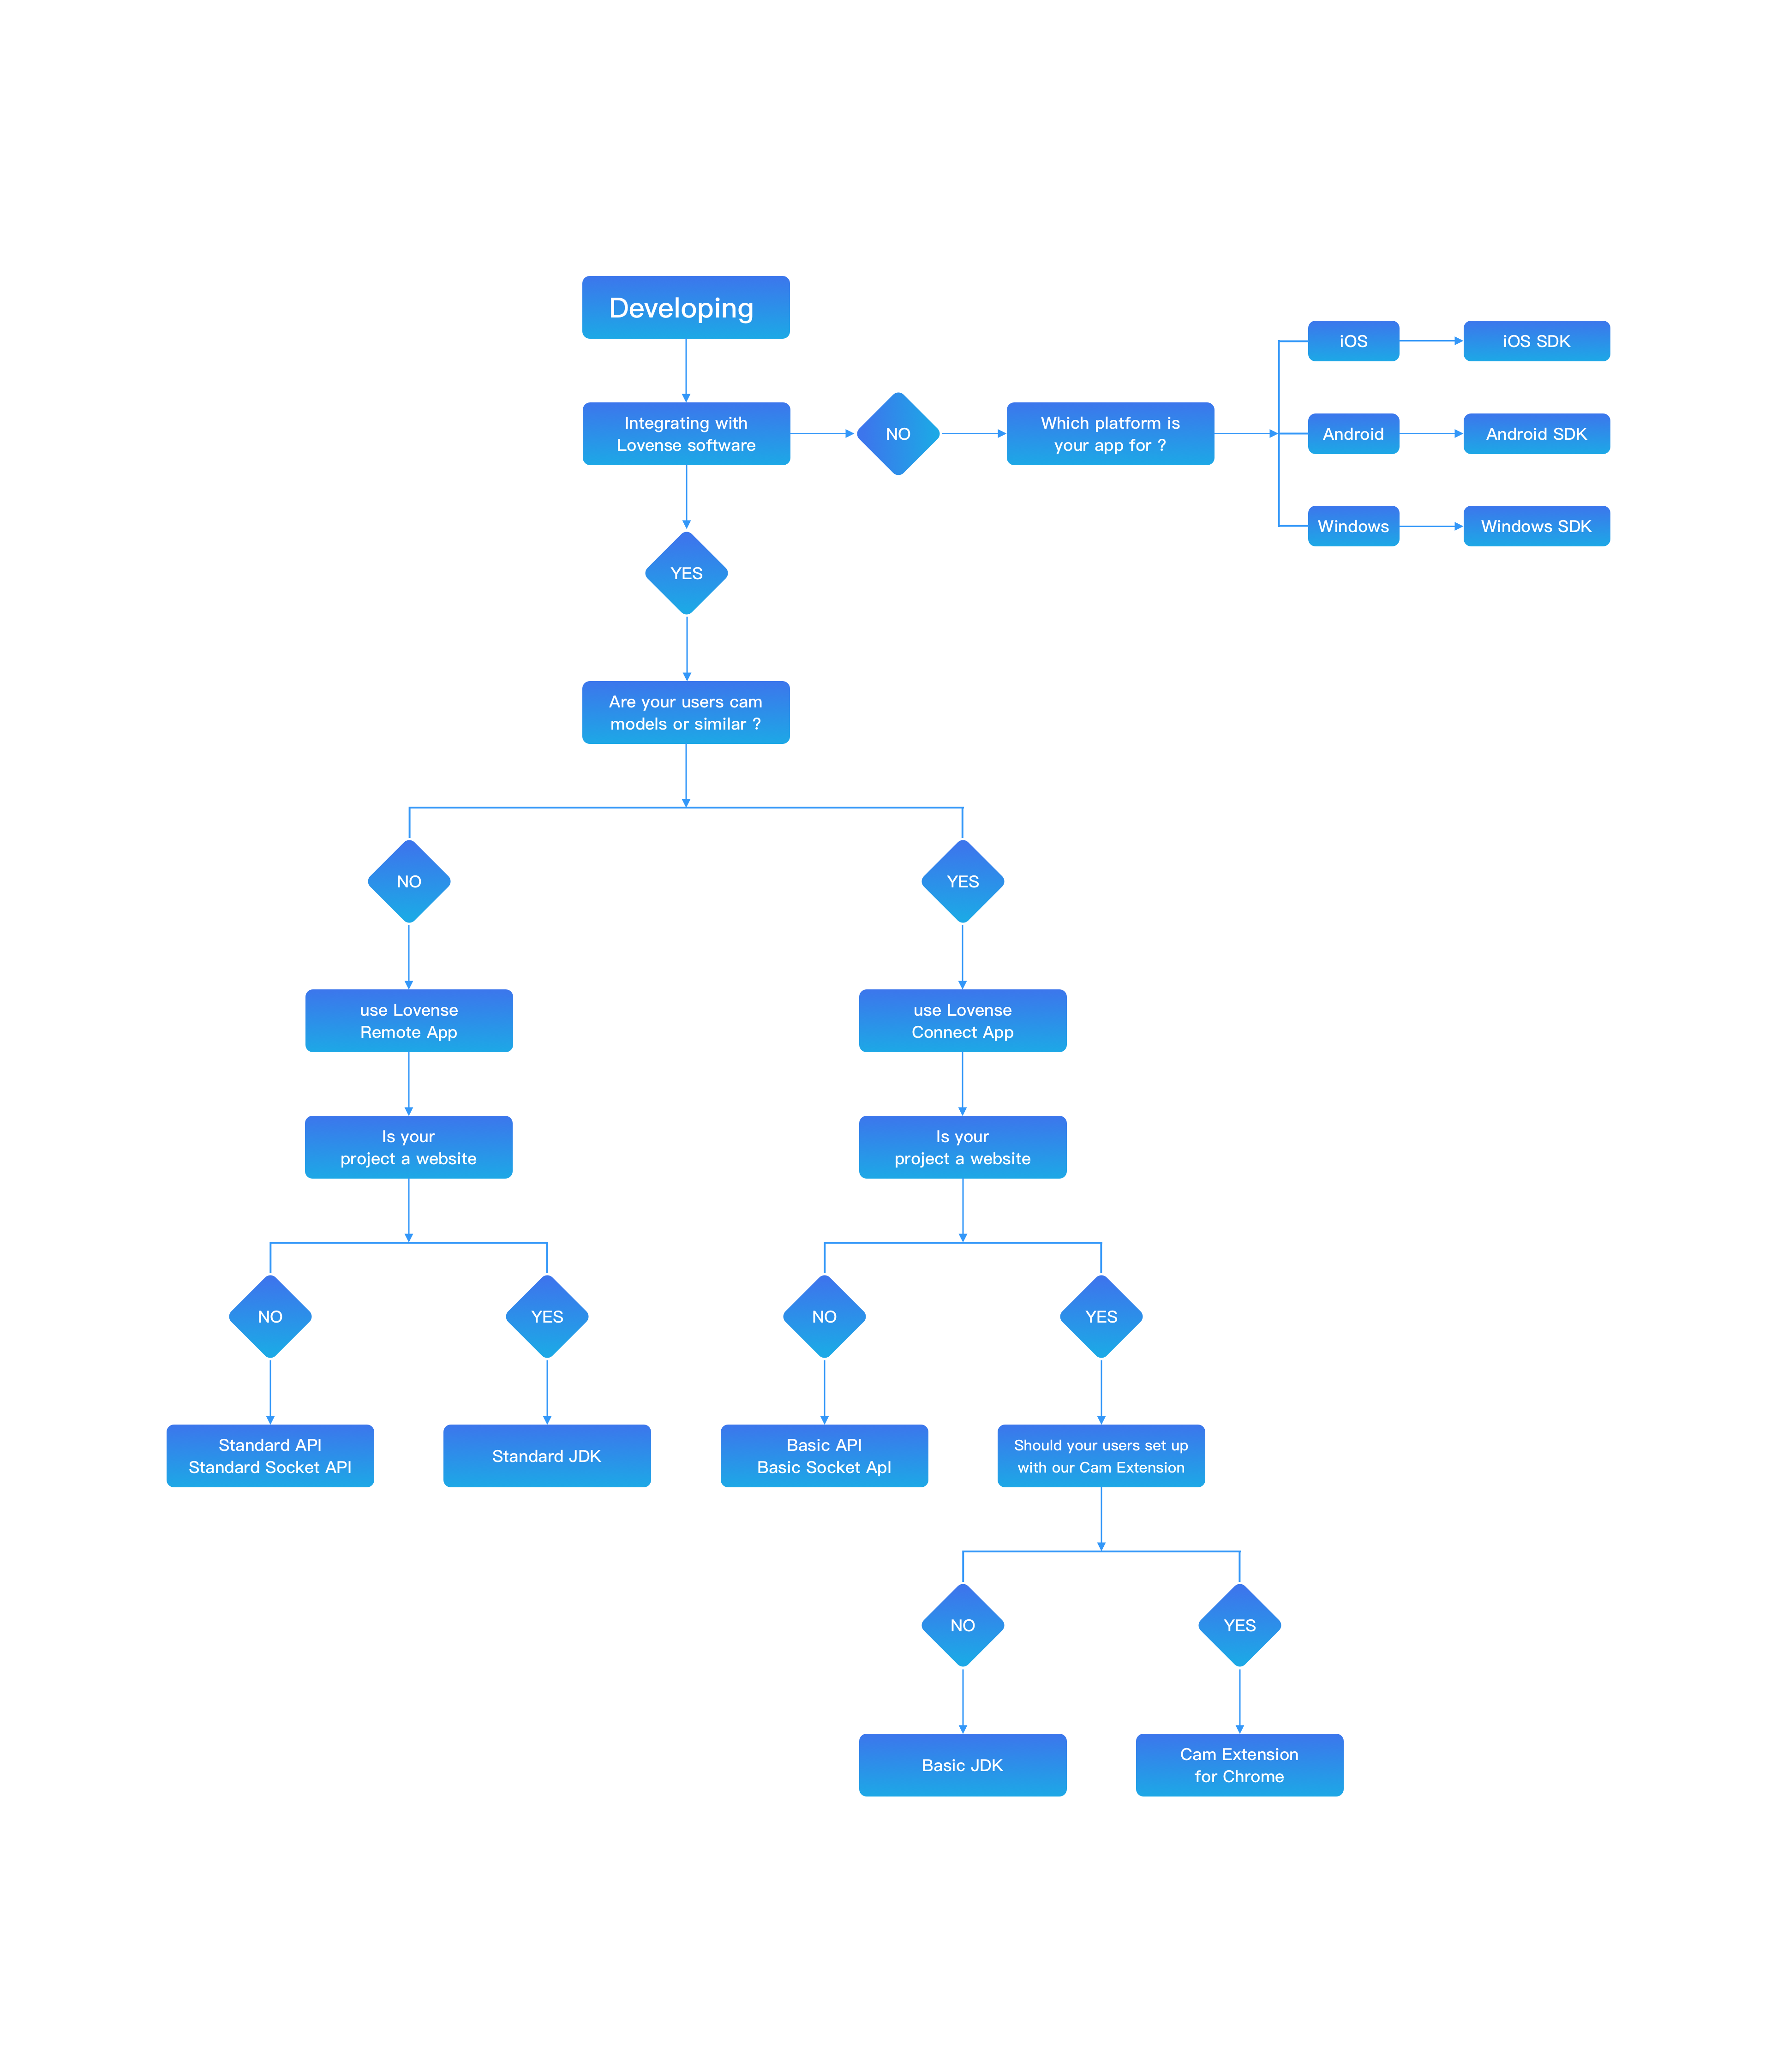 Developing
Integrating with
Lovense software
NO
Which platform is
your app for ?
iOS
iOS SDK
Android
Android SDK
Windows
Windows SDK
YES
Are your users cam
models or similar ?
NO
YES
use Lovense
Remote App
use Lovense
Connect App
Is your
project a website
Is your
project a website
NO
YES
NO
YES
Standard API
Standard Socket API
Standard JDK
Basic API
Basic Socket ApI
Should your users set up
with our Cam Extension
NO
YES
Basic JDK
Cam Extension
for Chrome